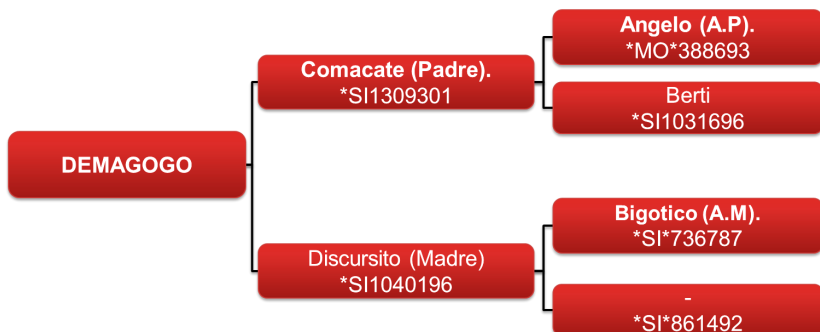 Angelo (A.P).
*MO*388693
Comacate (Padre).
*SI1309301
Berti
*SI1031696
DEMAGOGO
Bigotico (A.M).
*SI*736787
Discursito (Madre)
*SI1040196
-
*SI*861492